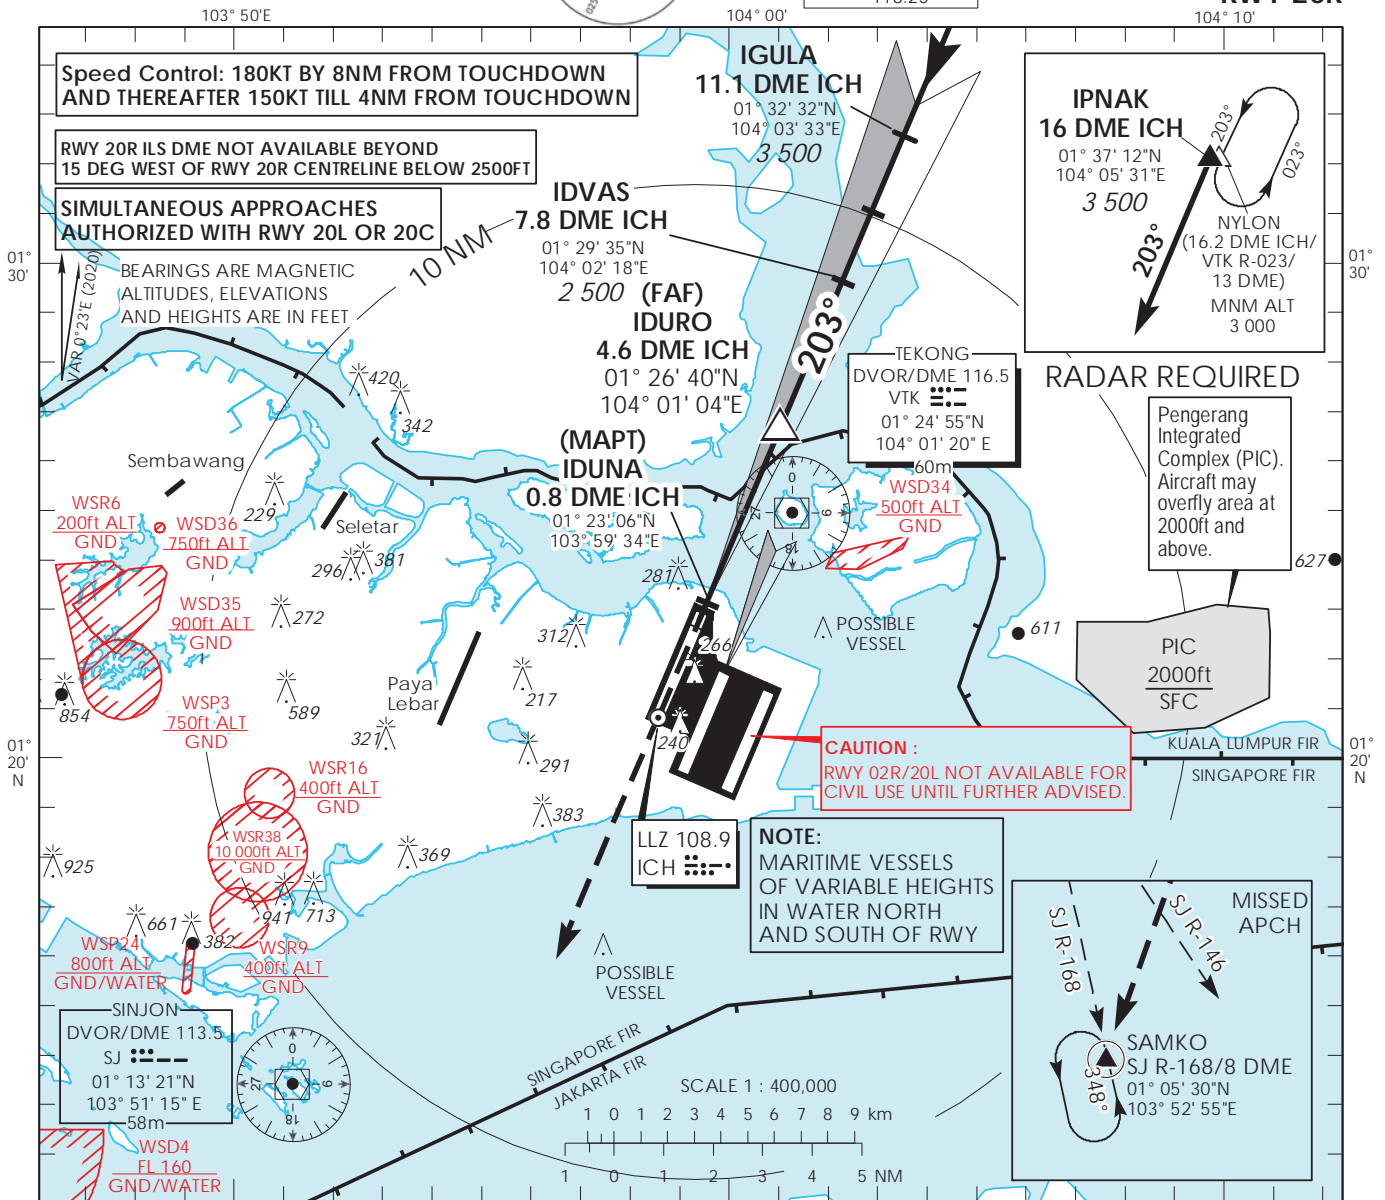 103° 50'E
104° 00'
104° 10'
Speed Control: 180KT BY 8NM FROM TOUCHDOWN
AND THEREAFTER 150KT TILL 4NM FROM TOUCHDOWN
RWY 20R ILS DME NOT AVAILABLE BEYOND
15 DEG WEST OF RWY 20R CENTRELINE BELOW 2500FT
SIMULTANEOUS APPROACHES
AUTHORIZED WITH RWY 20L OR 20C
01°
30'
VAR 0°23'E (2020)
BEARINGS ARE MAGNETIC
ALTITUDES, ELEVATIONS
AND HEIGHTS ARE IN FEET
10 NM
IGULA
11.1 DME ICH
01° 32' 32"N
104° 03' 33"E
3 500
IDVAS
7.8 DME ICH
01° 29' 35"N
104° 02' 18"E
2 500
(FAF)
IDURO
4.6 DME ICH
01° 26' 40"N
104° 01' 04"E
(MAPT)
IDUNA
0.8 DME ICH
01° 23' 06"N
103° 59' 34"E
203°
IPNAK
16 DME ICH
01° 37' 12"N
104° 05' 31"E
3 500
203°
023°
203°
NYLON
(16.2 DME ICH/
VTK R-023/
13 DME)
MNM ALT
3 000
01°
30'
TEKONG
DVOR/DME 116.5
VTK
01° 24' 55"N
104° 01' 20" E
60m
RADAR REQUIRED
Pengerang
Integrated
Complex (PIC).
Aircraft may
overfly area at
2000ft and
above.
627
611
PIC
2000ft
SFC
420
342
Sembawang
229
Seletar
WSR6
200ft ALT
GND
WSD36
750ft ALT
GND
WSD35
900ft ALT
GND
WSP3
750ft ALT
GND
296
381
272
281
312
266
217
589
321
291
240
854
Paya
Lebar
0
9
18
27
WSD34
500ft ALT
GND
POSSIBLE
VESSEL
CAUTION :
RWY 02R/20L NOT AVAILABLE FOR
CIVIL USE UNTIL FURTHER ADVISED.
KUALA LUMPUR FIR
SINGAPORE FIR
01°
20'
N
01°
20'
N
WSR16
400ft ALT
GND
WSR38
10 000ft ALT
GND
383
369
925
941
713
661
382
WSP24
800ft ALT
GND/WATER
WSR9
400ft ALT
GND
LLZ 108.9
ICH
NOTE:
MARITIME VESSELS
OF VARIABLE HEIGHTS
IN WATER NORTH
AND SOUTH OF RWY
POSSIBLE
VESSEL
SINJON
DVOR/DME 113.5
SJ
01° 13' 21"N
103° 51' 15" E
58m
0
9
18
27
WSD4
FL 160
GND/WATER
SINGAPORE FIR
JAKARTA FIR
SCALE 1 : 400,000
1 0 1 2 3 4 5 6 7 8 9 km
1 0 1 2 3 4 5 NM
MISSED
APCH
SJ R-168
SJ R-146
SAMKO
SJ R-168/8 DME
01° 05' 30"N
103° 52' 55"E
348°